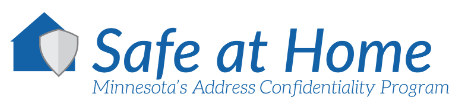 Safe at Home
Minnesota's Address Confidentiality Program